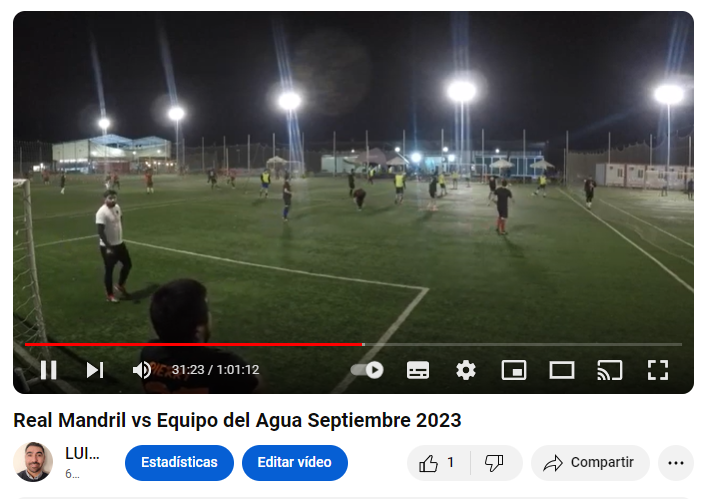 31:23 / 1:01:12
Real Mandril vs Equipo del Agua Septiembre 2023
LUI...
6...
Estadísticas
Editar vídeo
1
Compartir